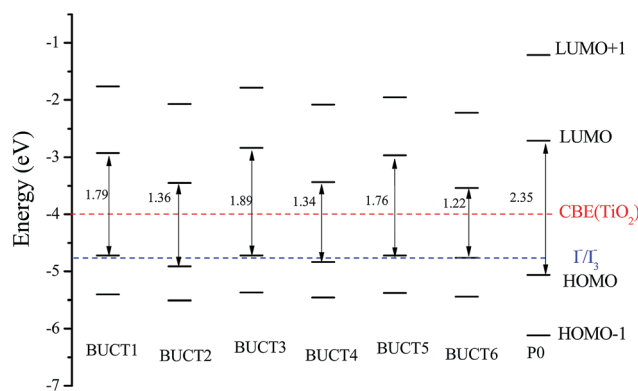 Energy (eV)
-1
-2
-3
-4
-5
-6
-7
LUMO+1
LUMO
CBE(TiO₂)
I⁻/I₃⁻
HOMO
HOMO-1
1.79
1.36
1.89
1.34
1.76
1.22
2.35
BUCT1
BUCT2
BUCT3
BUCT4
BUCT5
BUCT6
P0